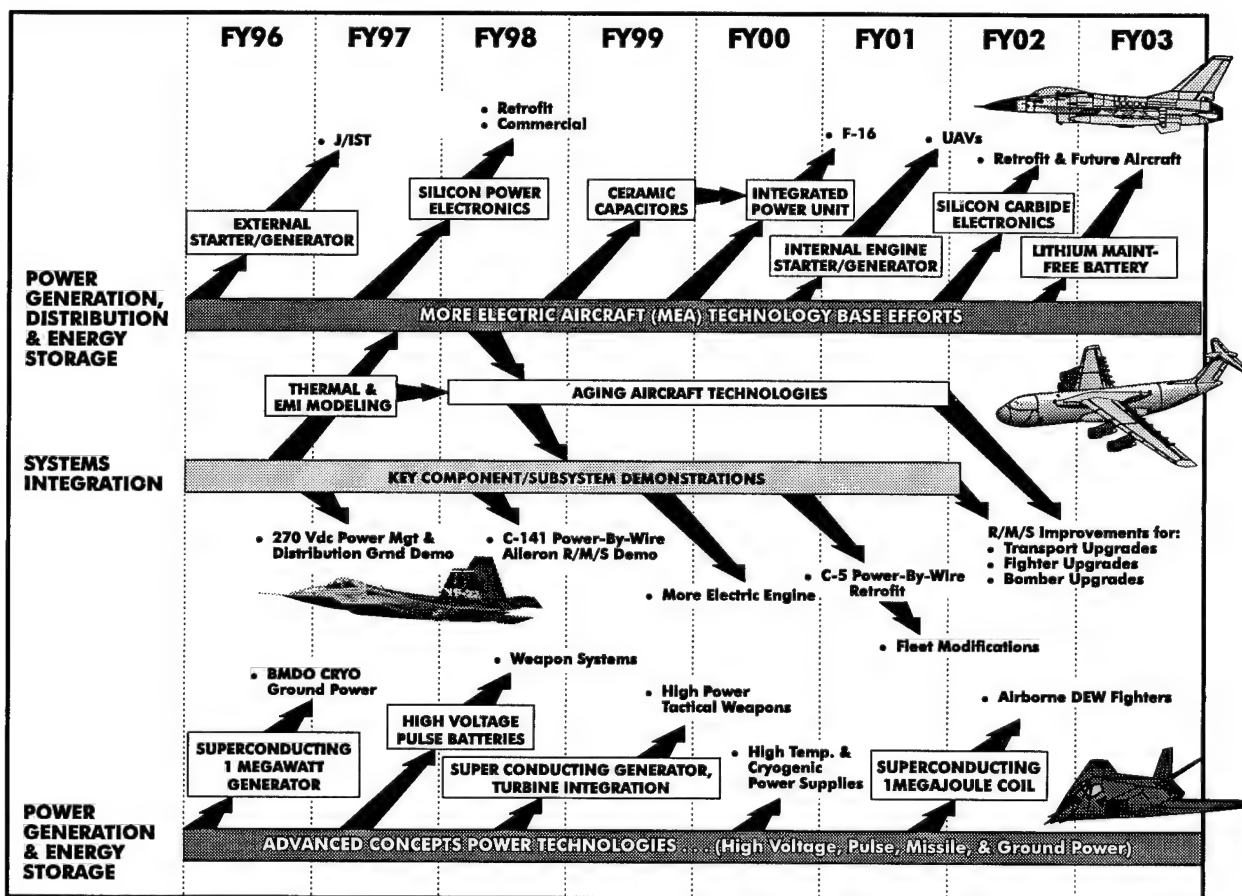 FY96 FY97 FY98 FY99 FY00 FY01 FY02 FY03
• Retrofit
• Commercial
• J/IST
• F-16
• UAVs
• Retrofit & Future Aircraft
EXTERNAL
STARTER/GENERATOR
SILICON POWER
ELECTRONICS
CERAMIC
CAPACITORS
INTEGRATED
POWER UNIT
INTERNAL ENGINE
STARTER/GENERATOR
SILICON CARBIDE
ELECTRONICS
LITHIUM MAINT-
FREE BATTERY
POWER
GENERATION,
DISTRIBUTION
& ENERGY
STORAGE
MORE ELECTRIC AIRCRAFT (MEA) TECHNOLOGY BASE EFFORTS
THERMAL &
EMI MODELING
AGING AIRCRAFT TECHNOLOGIES
SYSTEMS
INTEGRATION
KEY COMPONENT/SUBSYSTEM DEMONSTRATIONS
• 270 Vdc Power Mgt &
Distribution Grnd Demo
• C-141 Power-By-Wire
Aileron R/M/S Demo
• More Electric Engine
• C-5 Power-By-Wire
Retrofit
• Fleet Modifications
R/M/S Improvements for:
• Transport Upgrades
• Fighter Upgrades
• Bomber Upgrades
• BMDO CRYO
Ground Power
• Weapon Systems
• High Power
Tactical Weapons
• High Temp. &
Cryogenic
Power Supplies
• Airborne DEW Fighters
SUPERCONDUCTING
1 MEGAWATT
GENERATOR
HIGH VOLTAGE
PULSE BATTERIES
SUPER CONDUCTING GENERATOR,
TURBINE INTEGRATION
SUPERCONDUCTING
1MEGAJOULE COIL
POWER
GENERATION
& ENERGY
STORAGE
ADVANCED CONCEPTS POWER TECHNOLOGIES . . . (High Voltage, Pulse, Missile, & Ground Power)